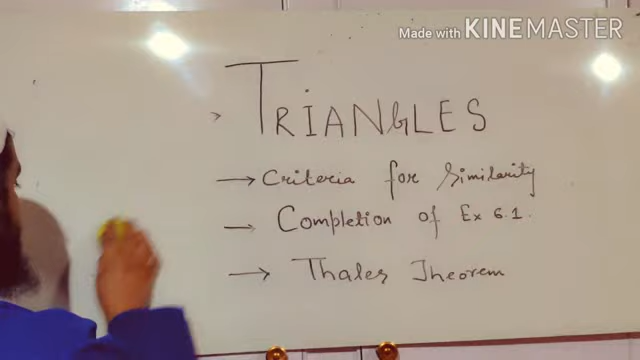 Made with KINEMASTER
TRIANGLES
→ Criteria for Similarity
→ Completion of Ex 6.1.
→ Thales Theorem